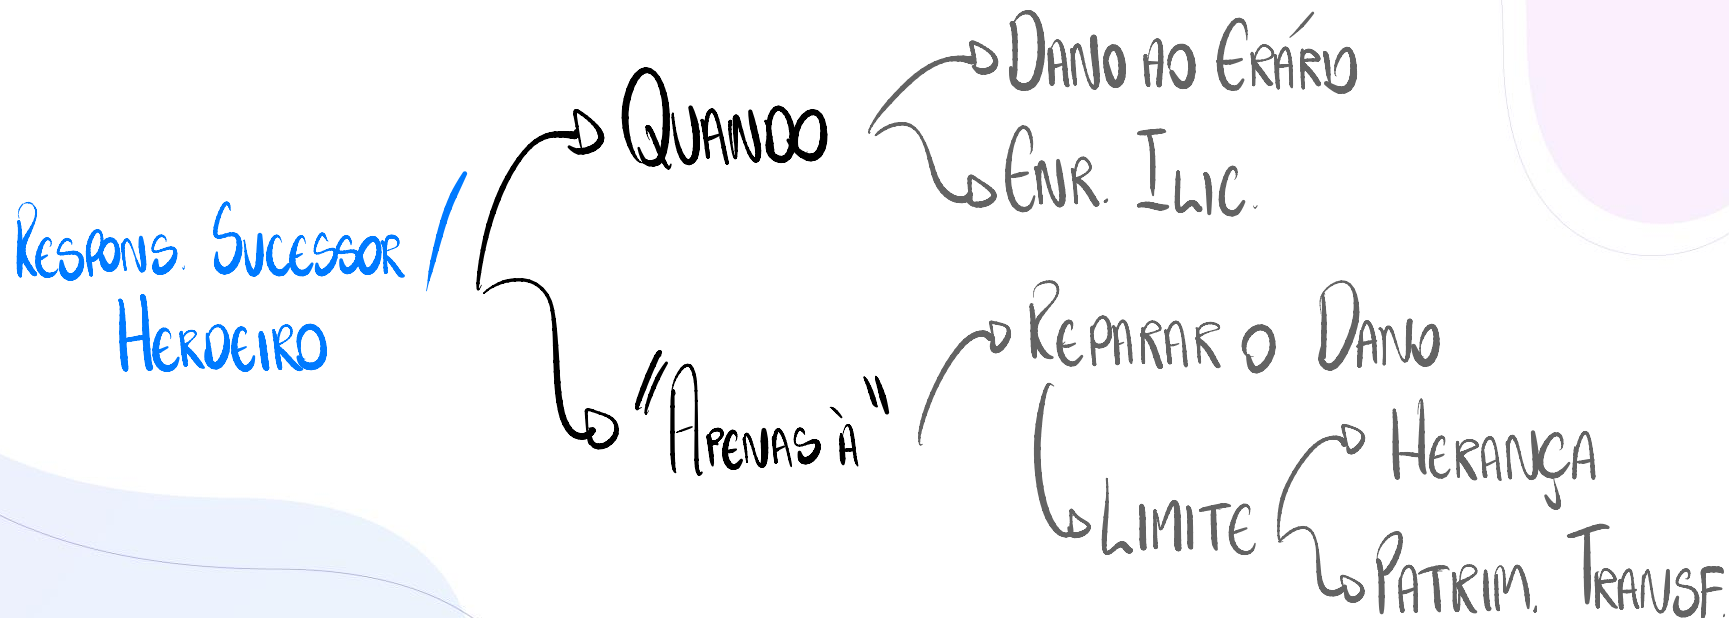 DANO AO ERÁRIO
QUANDO
ENR. ILIC.
RESPONS. SUCESSOR /
HERDEIRO
REPARAR O DANO
"APENAS À"
HERANÇA
LIMITE
PATRIM. TRANSF.